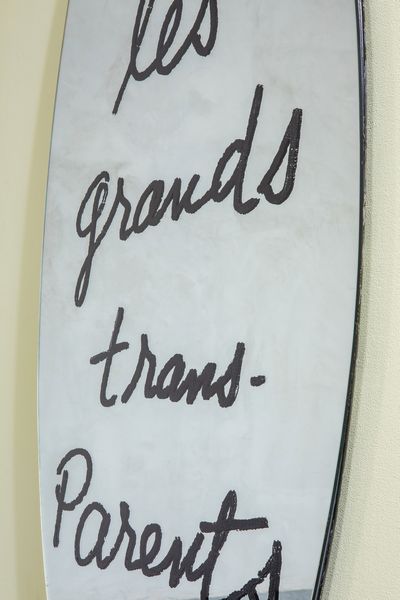 les
grands
trans-
Parents